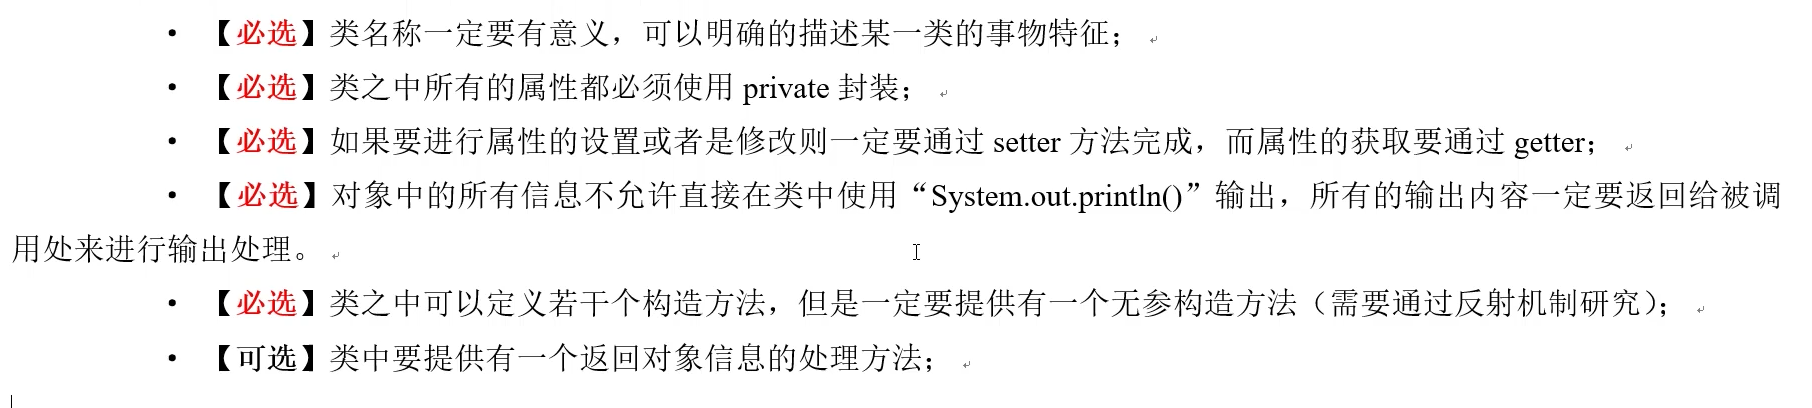 • 【必选】类名称一定要有意义，可以明确的描述某一类的事物特征；
• 【必选】类之中所有的属性都必须使用 private 封装；
• 【必选】如果要进行属性的设置或者是修改则一定要通过 setter 方法完成，而属性的获取要通过 getter；
• 【必选】对象中的所有信息不允许直接在类中使用“System.out.println()”输出，所有的输出内容一定要返回给被调
用处来进行输出处理。
• 【必选】类之中可以定义若干个构造方法，但是一定要提供有一个无参构造方法（需要通过反射机制研究）；
• 【可选】类中要提供有一个返回对象信息的处理方法；